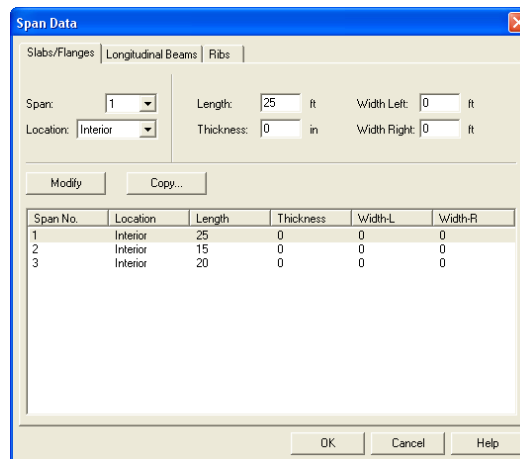 Span Data
Slabs/Flanges Longitudinal Beams Ribs
Span: 1 Length: 25 ft Width Left: 0 ft
Location: Interior Thickness: 0 in Width Right: 0 ft
Modify Copy...
Span No. Location Length Thickness Width-L Width-R
1 Interior 25 0 0 0
2 Interior 15 0 0 0
3 Interior 20 0 0 0
OK Cancel Help